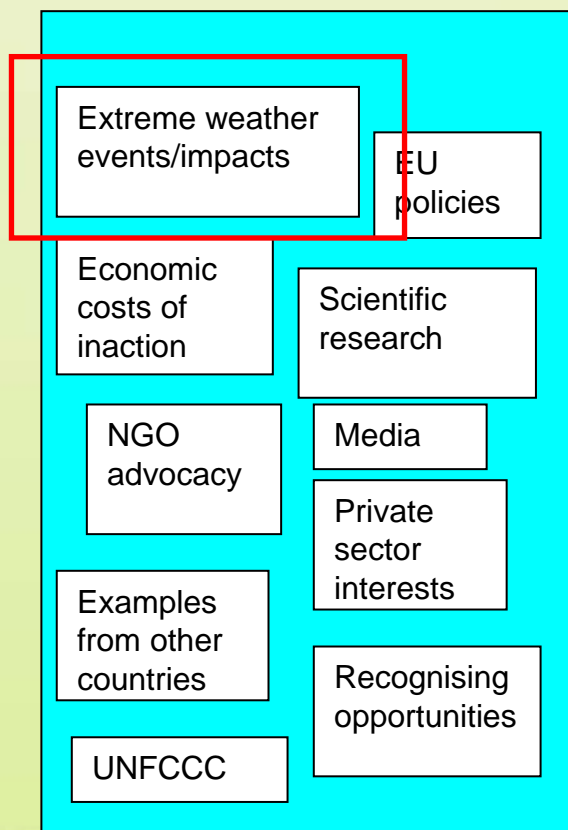 Extreme weather
events/impacts
EU
policies
Economic
costs of
inaction
Scientific
research
NGO
advocacy
Media
Private
sector
interests
Examples
from other
countries
Recognising
opportunities
UNFCCC